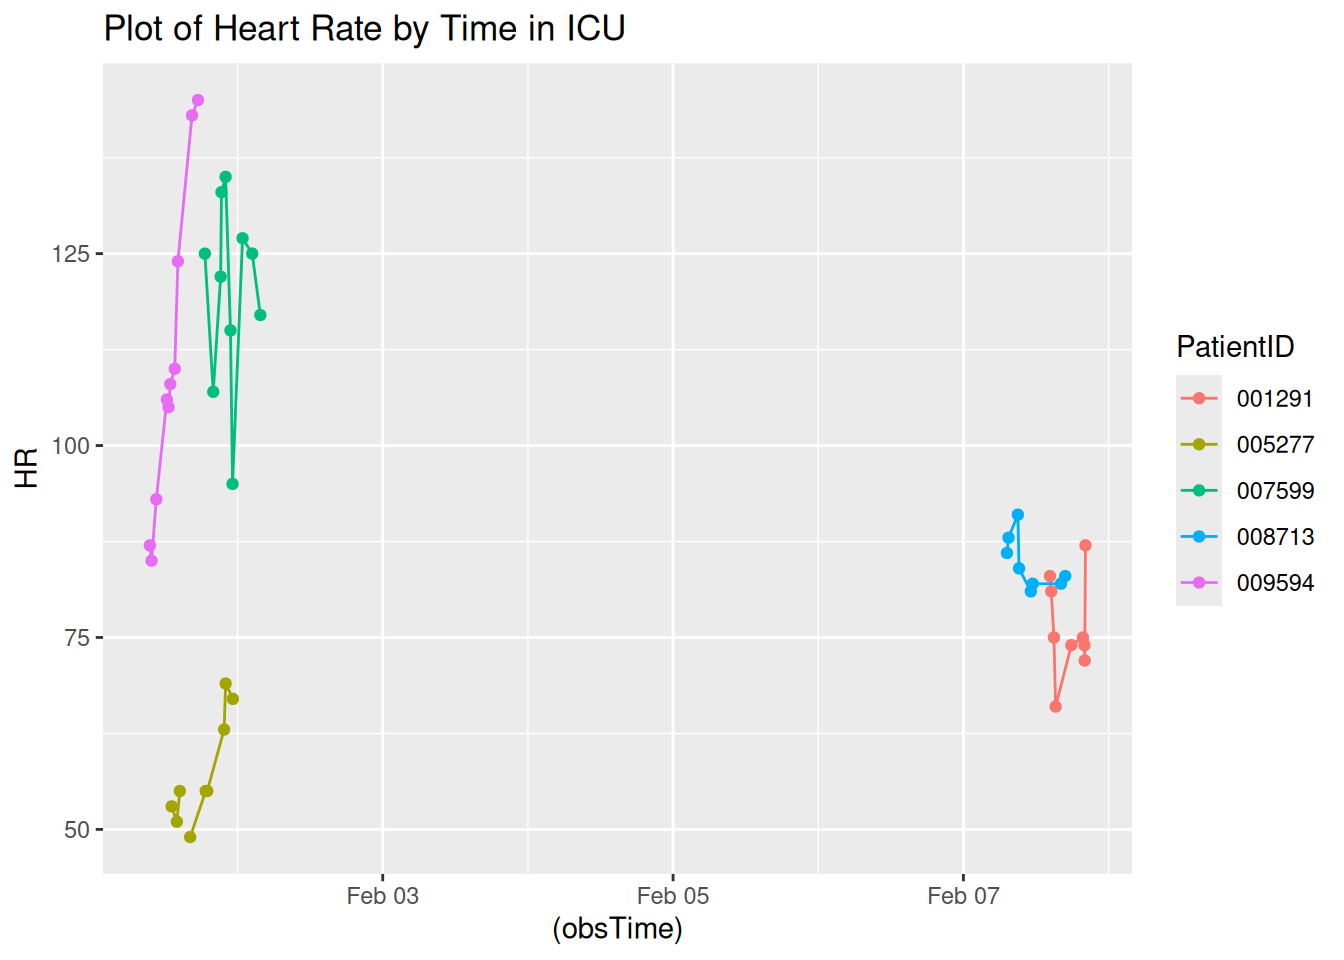 Plot of Heart Rate by Time in ICU
HR
125
100
75
50
Feb 03
Feb 05
Feb 07
(obsTime)
PatientID
001291
005277
007599
008713
009594